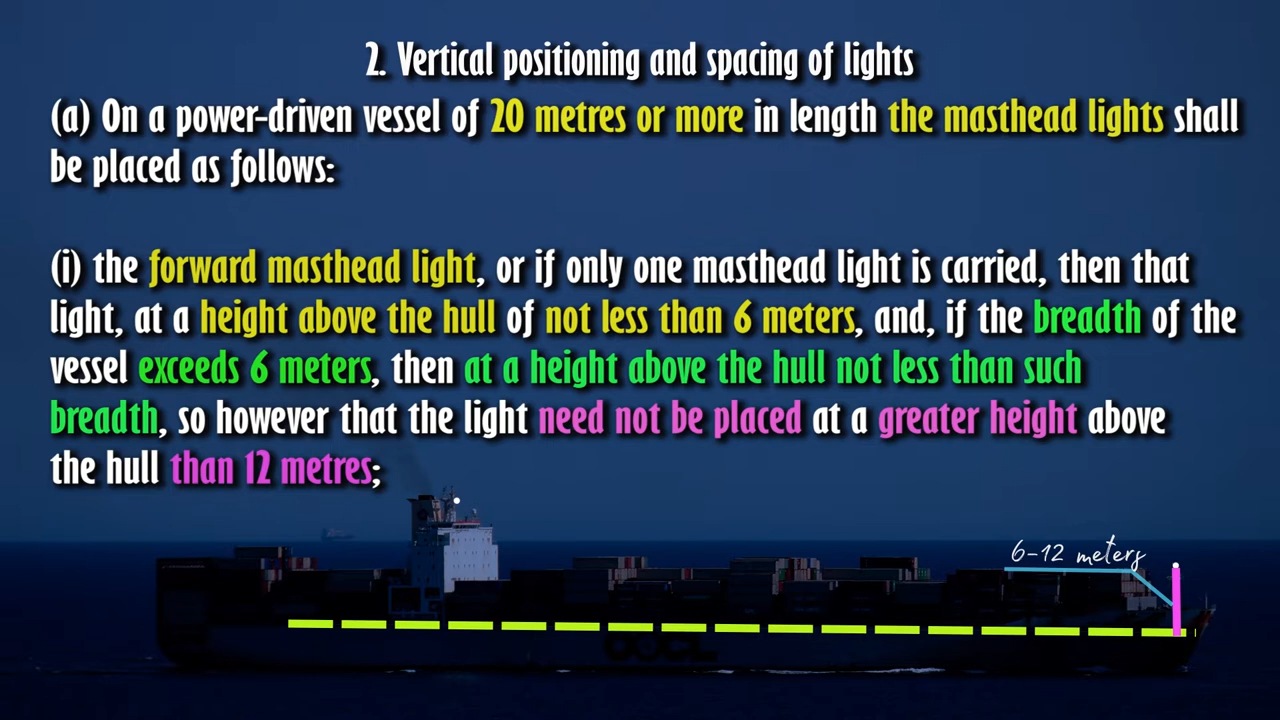 2. Vertical positioning and spacing of lights
(a) On a power-driven vessel of 20 metres or more in length the masthead lights shall
be placed as follows:
(i) the forward masthead light, or if only one masthead light is carried, then that
light, at a height above the hull of not less than 6 meters, and, if the breadth of the
vessel exceeds 6 meters, then at a height above the hull not less than such
breadth, so however that the light need not be placed at a greater height above
the hull than 12 metres;
6-12 meters
OOCL